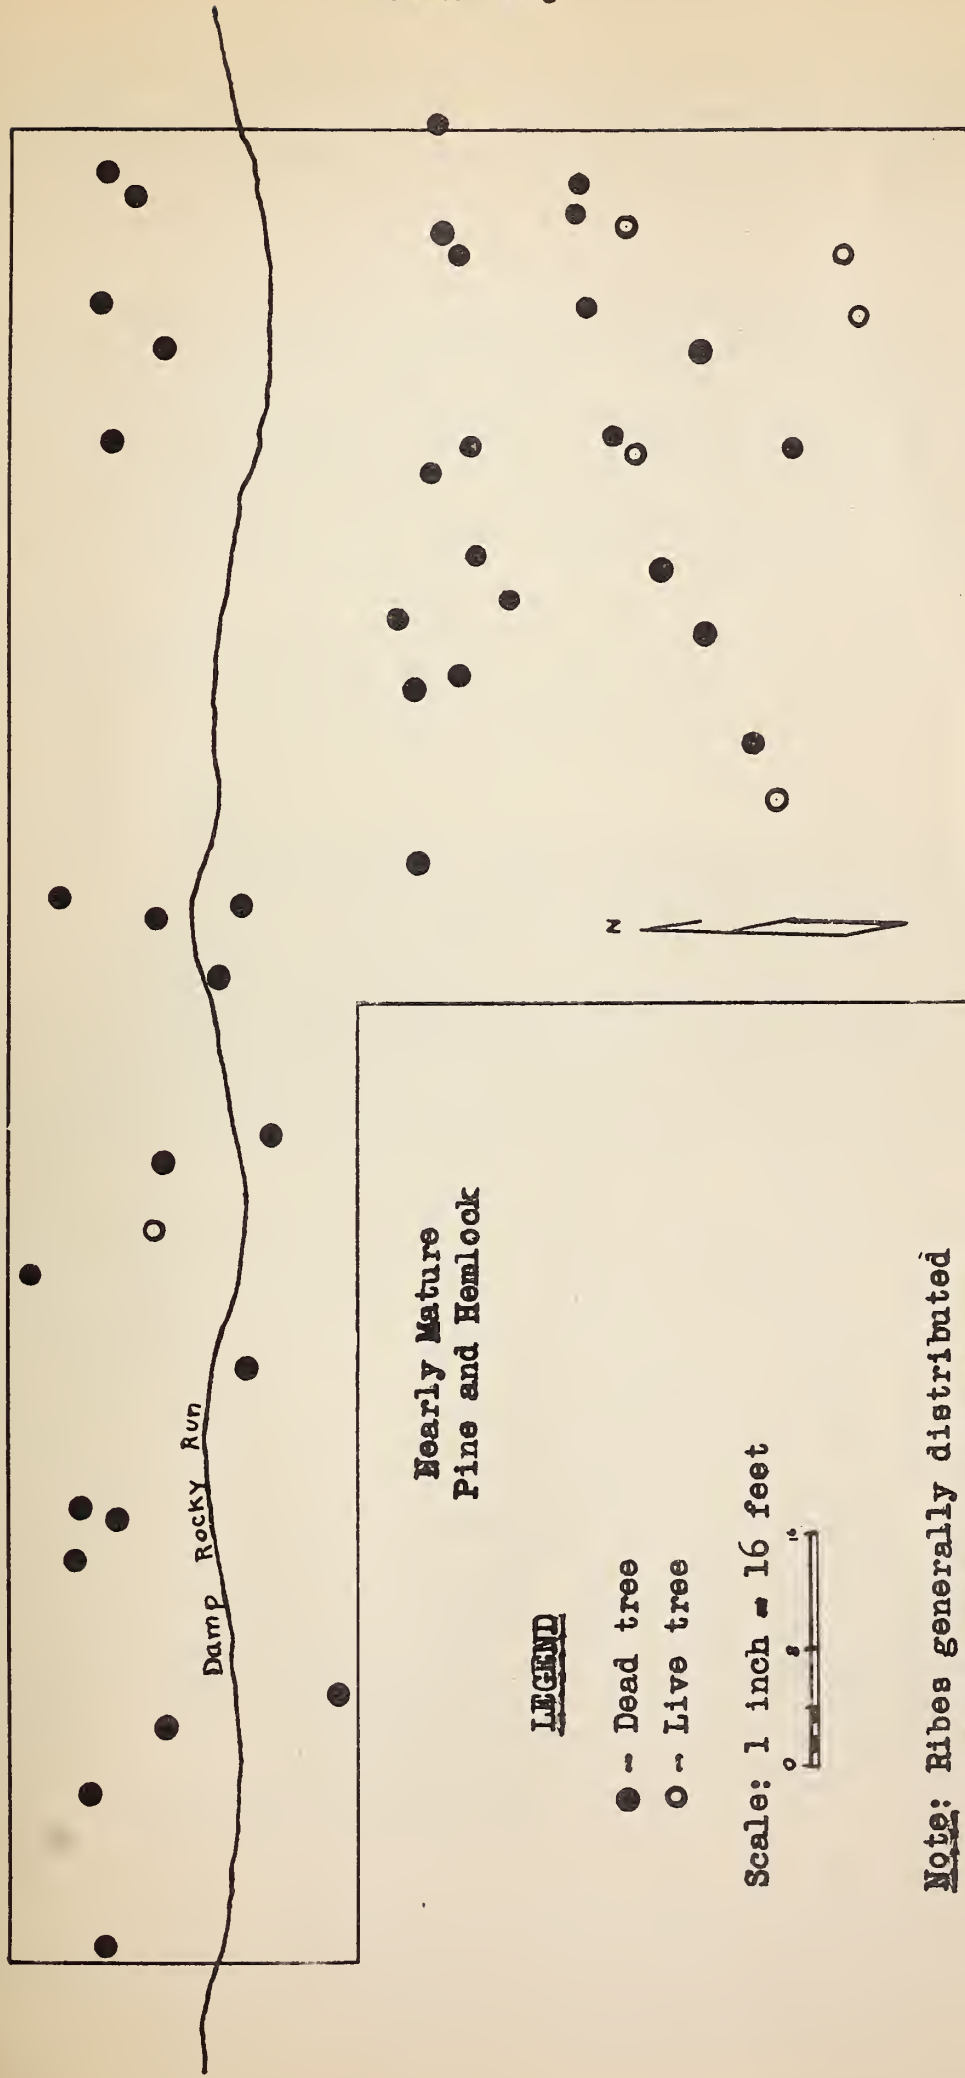 Damp Rocky Run
Nearly Mature
Pine and Hemlock
N
LEGEND
● - Dead tree
○ - Live tree
Scale: 1 inch = 16 feet
0 8 16
Note: Ribes generally distributed